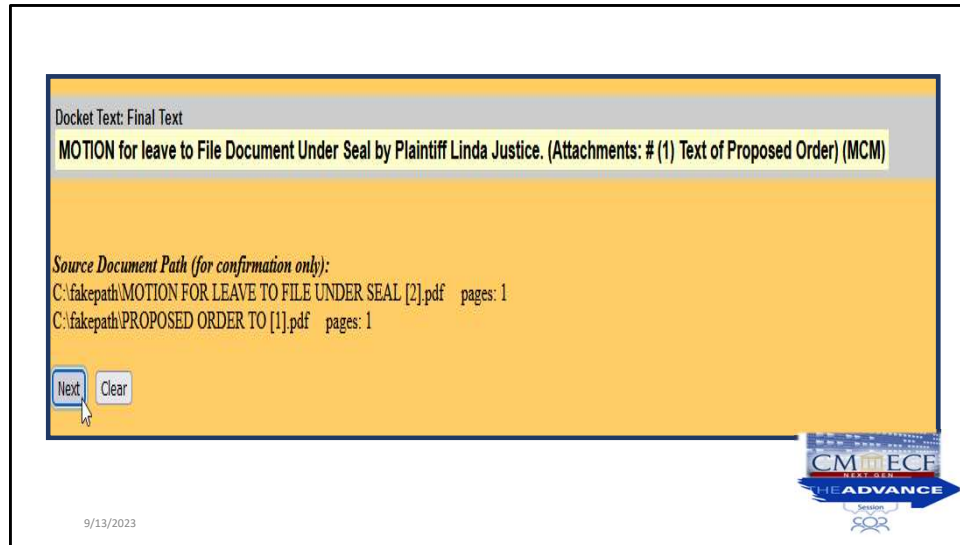 Docket Text: Final Text
MOTION for leave to File Document Under Seal by Plaintiff Linda Justice. (Attachments: # (1) Text of Proposed Order) (MCM)
Source Document Path (for confirmation only):
C:\fakepath\MOTION FOR LEAVE TO FILE UNDER SEAL [2].pdf pages: 1
C:\fakepath\PROPOSED ORDER TO [1].pdf pages: 1
Next Clear
CM ECF
NEXT GEN
THE ADVANCE
Session
9/13/2023